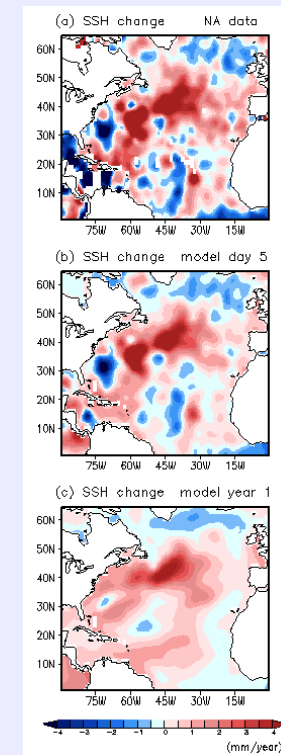 (a) SSH change NA data
60N
50N
40N
30N
20N
10N
75W 60W 45W 30W 15W
(b) SSH change model day 5
60N
50N
40N
30N
20N
10N
75W 60W 45W 30W 15W
(c) SSH change model year 1
60N
50N
40N
30N
20N
10N
75W 60W 45W 30W 15W
-4 -3 -2 -1 0 1 2 3 4
(mm/year)